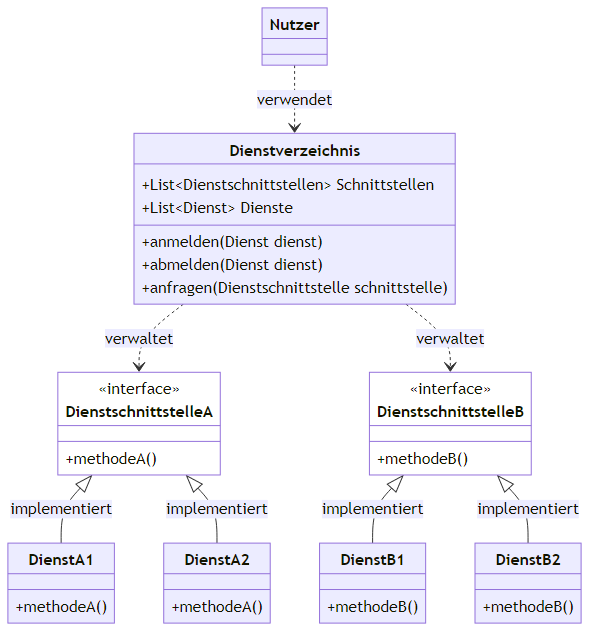 Nutzer
verwendet
Dienstverzeichnis
+List<Dienstschnittstellen> Schnittstellen
+List<Dienst> Dienste
+anmelden(Dienst dienst)
+abmelden(Dienst dienst)
+anfragen(Dienstschnittstelle schnittstelle)
verwaltet
verwaltet
«interface»
DienstschnittstelleA
+methodeA()
«interface»
DienstschnittstelleB
+methodeB()
implementiert
implementiert
implementiert
implementiert
DienstA1
+methodeA()
DienstA2
+methodeA()
DienstB1
+methodeB()
DienstB2
+methodeB()